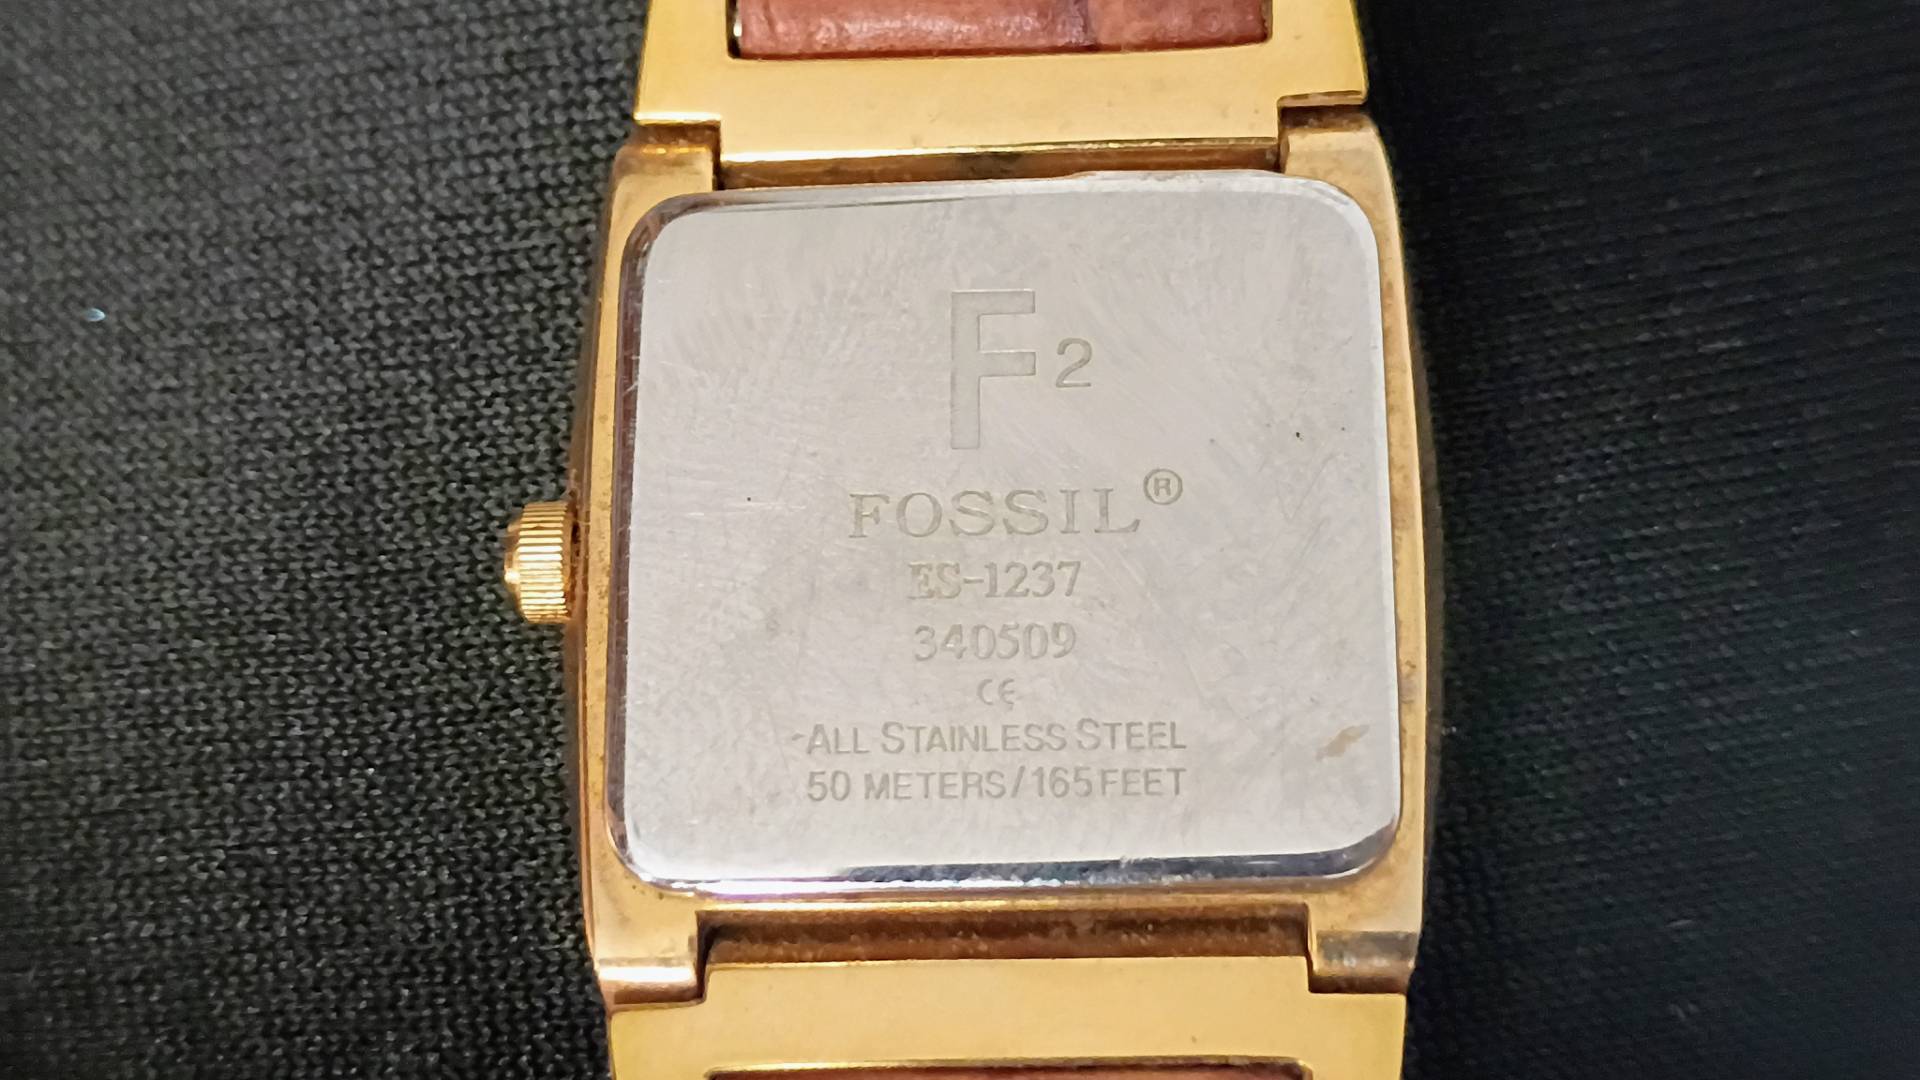 F2
FOSSIL®
ES-1237
340509
CE
ALL STAINLESS STEEL
50 METERS/165 FEET